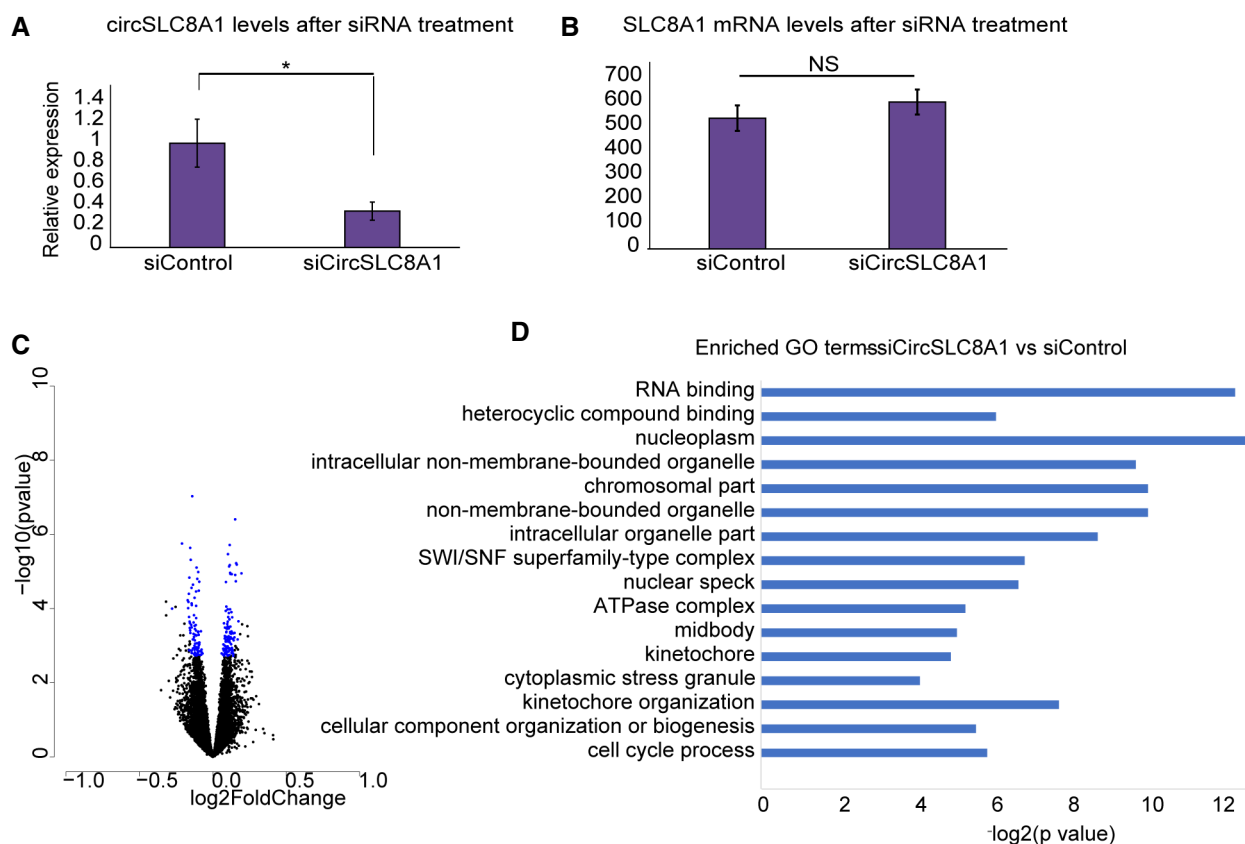 A
circSLC8A1 levels after siRNA treatment
*
Relative expression
1.4
1.2
1
0.8
0.6
0.4
0.2
0
siControl
siCircSLC8A1
B
SLC8A1 mRNA levels after siRNA treatment
NS
700
600
500
400
300
200
100
0
siControl
siCircSLC8A1
C
−log10(pvalue)
10
8
6
4
2
0
−1.0
−0.5
0.0
0.5
1.0
log2FoldChange
D
Enriched GO terms-siCircSLC8A1 vs siControl
RNA binding
heterocyclic compound binding
nucleoplasm
intracellular non-membrane-bounded organelle
chromosomal part
non-membrane-bounded organelle
intracellular organelle part
SWI/SNF superfamily-type complex
nuclear speck
ATPase complex
midbody
kinetochore
cytoplasmic stress granule
kinetochore organization
cellular component organization or biogenesis
cell cycle process
0
2
4
6
8
10
12
-log2(p value)